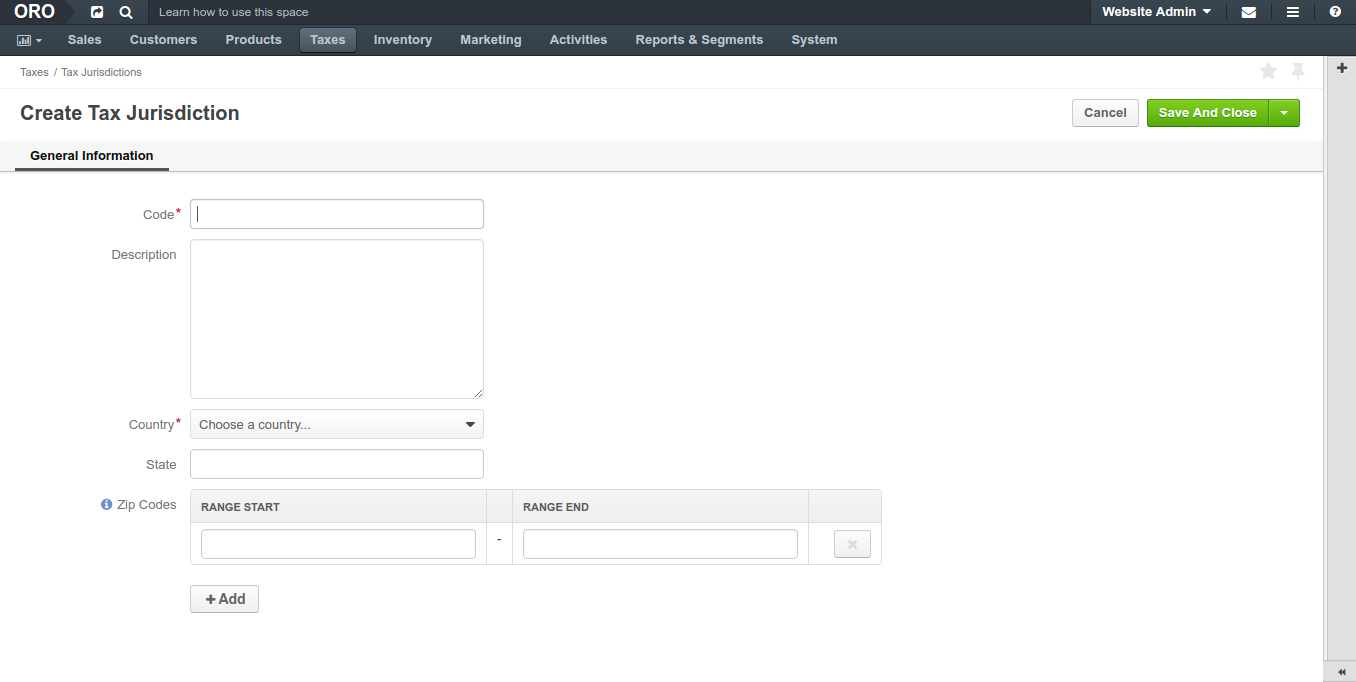 ORO Learn how to use this space Website Admin
Sales Customers Products Taxes Inventory Marketing Activities Reports & Segments System
Taxes / Tax Jurisdictions
Create Tax Jurisdiction Cancel Save And Close
General Information
Code*
Description
Country* Choose a country...
State
Zip Codes RANGE START RANGE END
-
+ Add